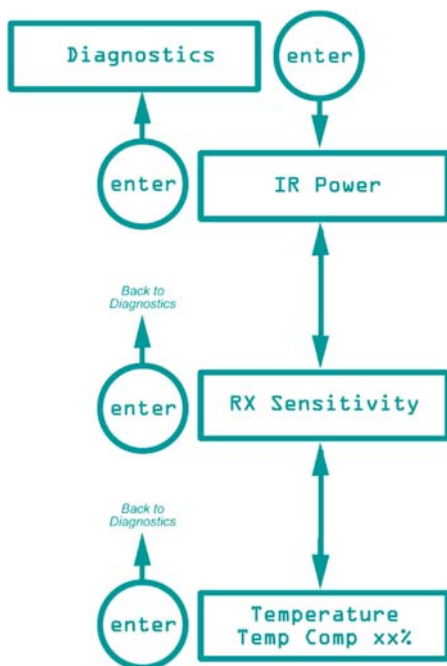 Diagnostics
enter
enter
IR Power
Back to
Diagnostics
enter
RX Sensitivity
Back to
Diagnostics
enter
Temperature
Temp Comp xx%